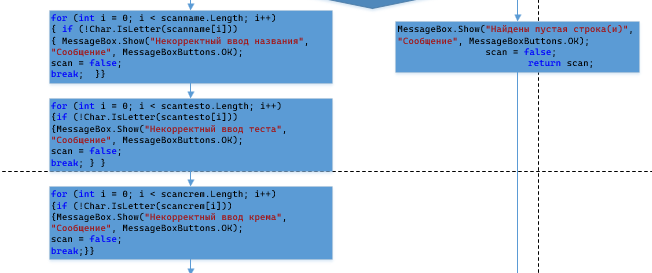 for (int i = 0; i < scanname.Length; i++)
{ if (!Char.IsLetter(scanname[i]))
{ MessageBox.Show("Некорректный ввод названия",
"Сообщение", MessageBoxButtons.OK);
scan = false;
break;  }}
for (int i = 0; i < scantesto.Length; i++)
{if (!Char.IsLetter(scantesto[i]))
{MessageBox.Show("Некорректный ввод теста",
"Сообщение", MessageBoxButtons.OK);
scan = false;
break; } }
for (int i = 0; i < scancrem.Length; i++)
{if (!Char.IsLetter(scancrem[i]))
{MessageBox.Show("Некорректный ввод крема",
"Сообщение", MessageBoxButtons.OK);
scan = false;
break;}}
MessageBox.Show("Найдены пустая строка(и)",
"Сообщение", MessageBoxButtons.OK);
scan = false;
return scan;